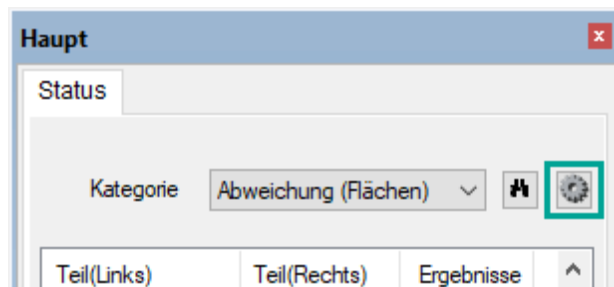 Haupt
Status
Kategorie Abweichung (Flächen)
Teil(Links) Teil(Rechts) Ergebnisse